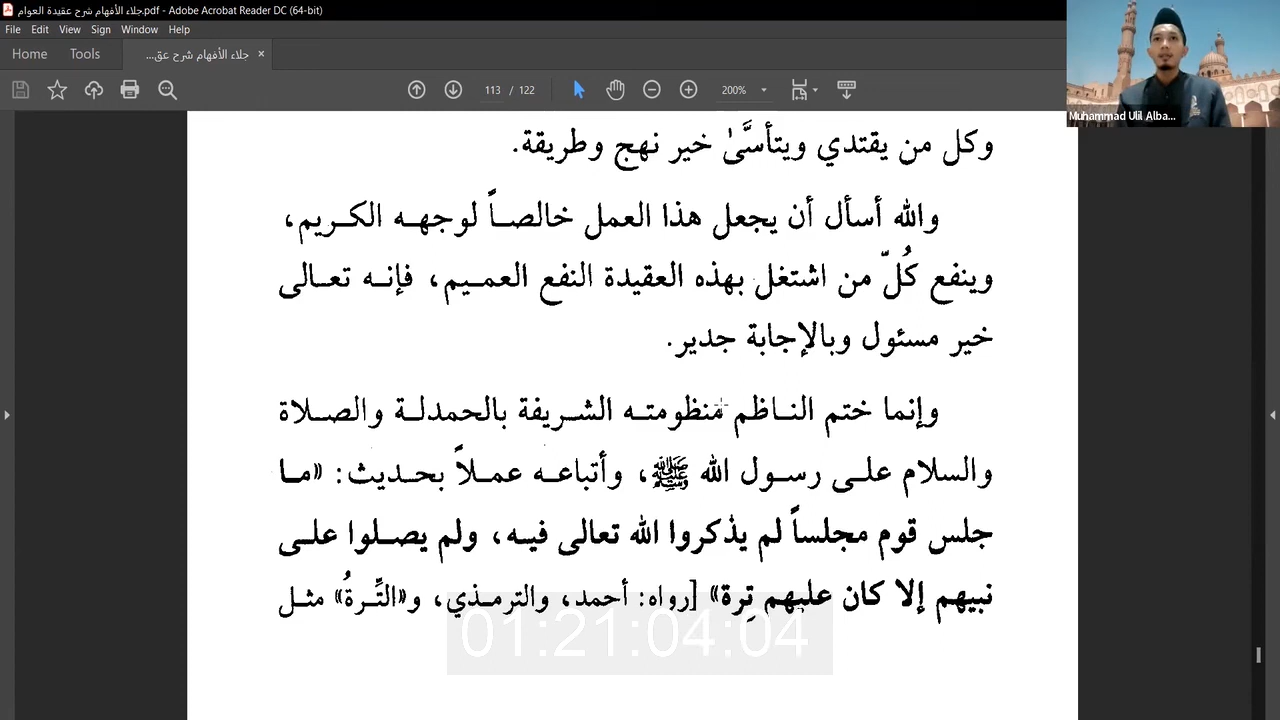 جلاء الأفهام شرح عقيدة العوام.pdf - Adobe Acrobat Reader DC (64-bit)
File Edit View Sign Window Help
Home Tools جلاء الأفهام شرح عق... ×
113 / 122 200%
Muhammad Ulil Alba...
وكل من يقتدي ويتأسَّىٰ خير نهج وطريقة.
والله أسأل أن يجعل هذا العمل خالصاً لوجهه الكريم،
وينفع كُلّ من اشتغل بهذه العقيدة النفع العميم، فإنه تعالى
خير مسئول وبالإجابة جدير.
وإنما ختم الناظم منظومته الشريفة بالحمدلة والصلاة
والسلام على رسول الله ﷺ، وأتباعه عملاً بحديث: «ما
جلس قوم مجلساً لم يذكروا الله تعالى فيه، ولم يصلوا على
نبيهم إلا كان عليهم تِرة» [رواه: أحمد، والترمذي، و«التِّرةُ» مثل
01:21:04:04